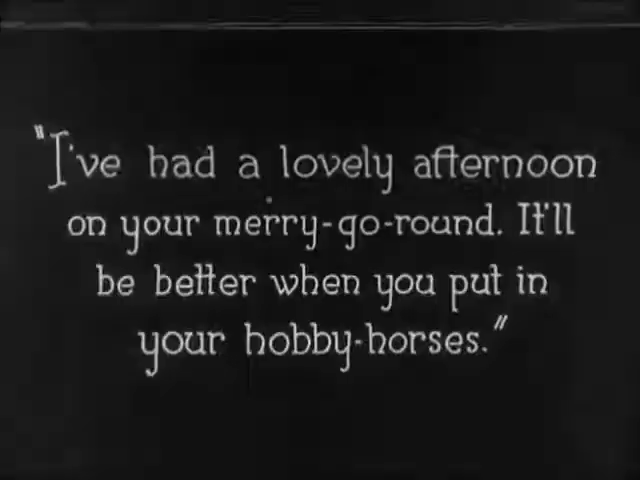 "I've had a lovely afternoon
on your merry-go-round. It'll
be better when you put in
your hobby-horses."